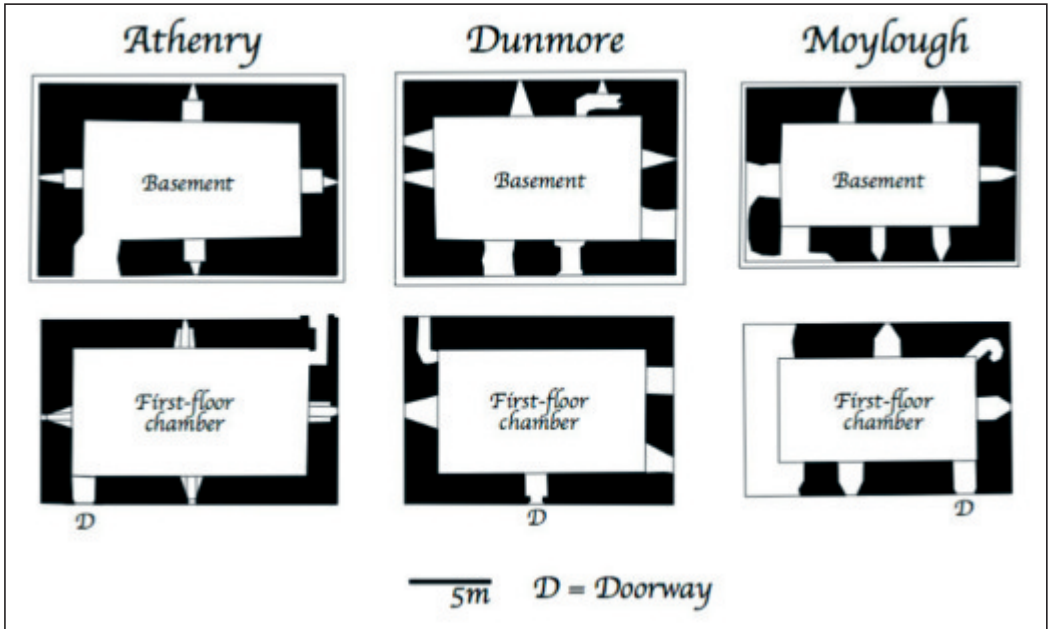 Athenry
Dunmore
Moylough
Basement
Basement
Basement
First-floor
chamber
First-floor
chamber
First-floor
chamber
D
D
D
5m
D = Doorway